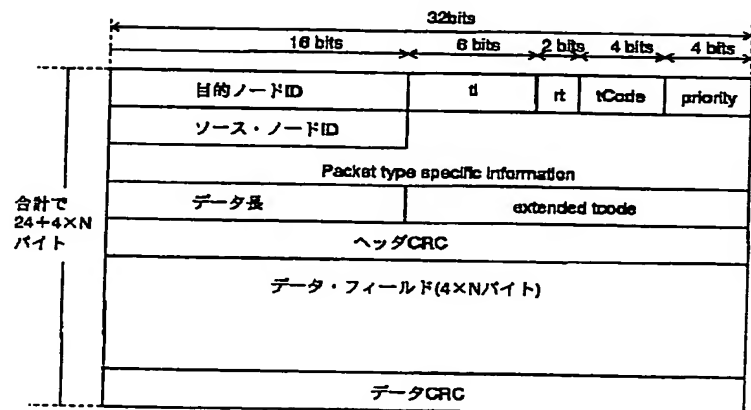 32bits
16 bits
6 bits
2 bits
4 bits
4 bits
目的ノードID
tl
rt
tCode
priority
ソース・ノードID
Packet type specific information
合計で
24+4×N
バイト
データ長
extended tcode
ヘッダCRC
データ・フィールド(4×Nバイト)
データCRC